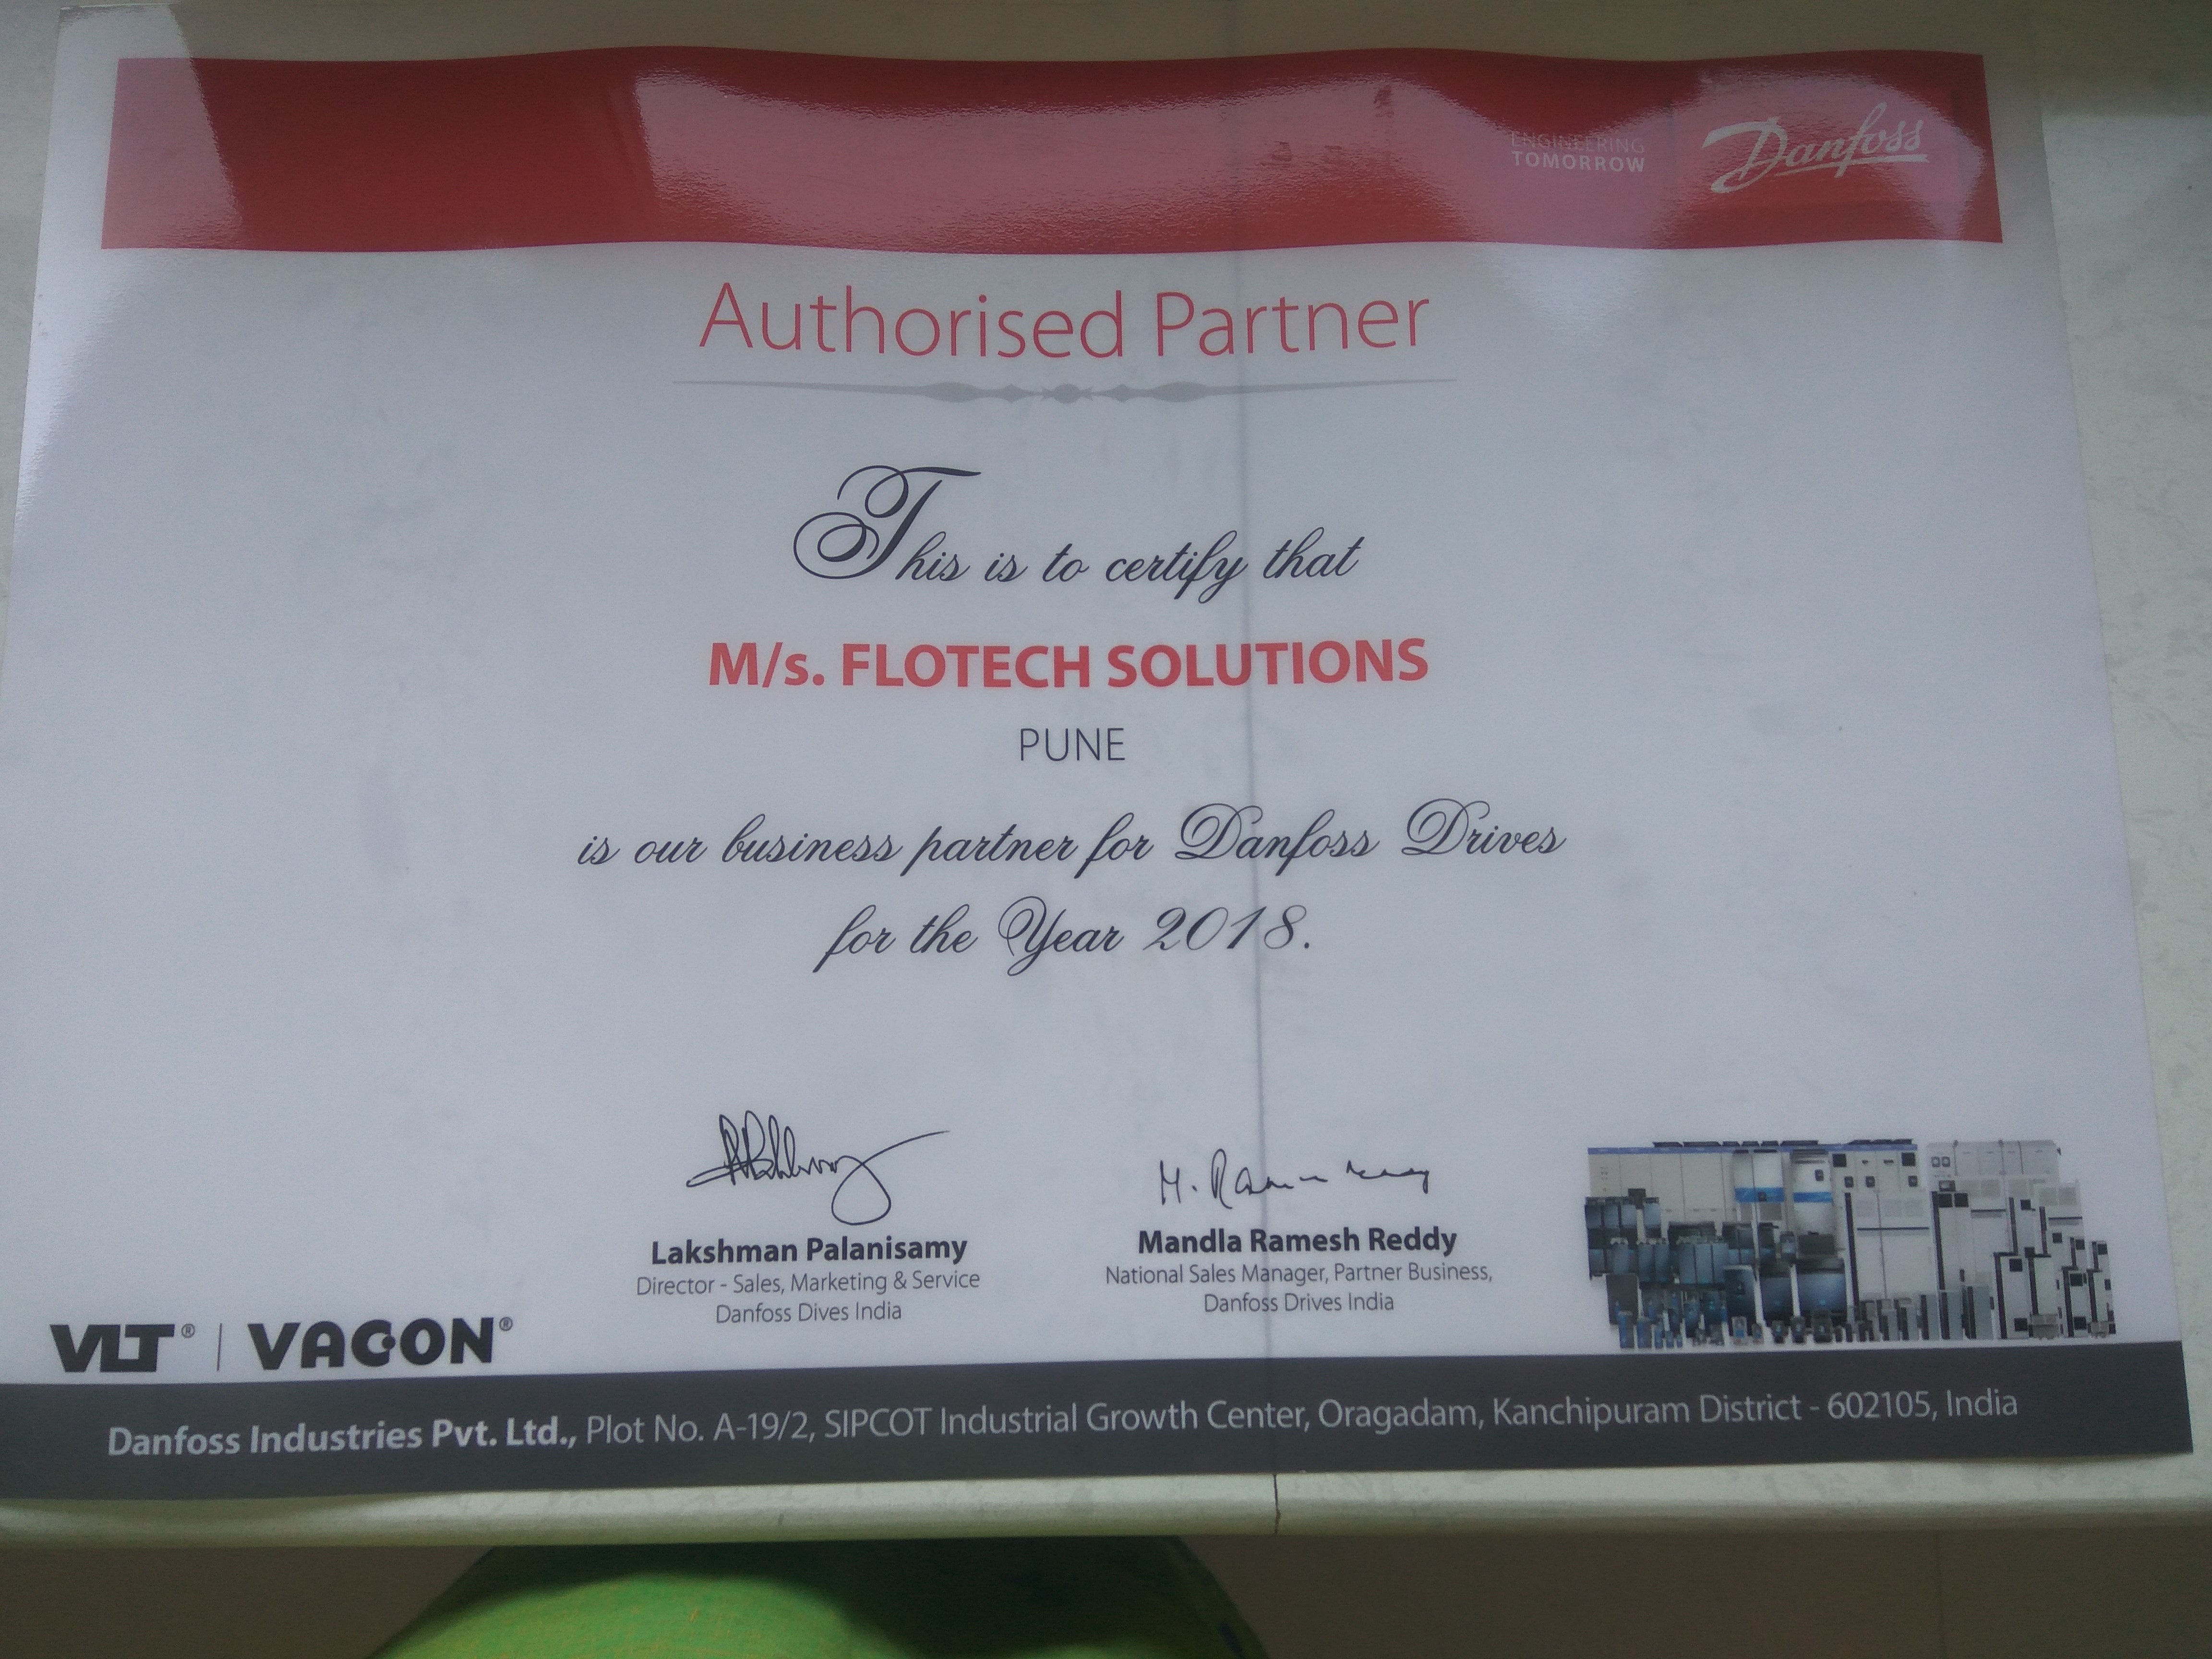 ENGINEERING
TOMORROW
Danfoss
Authorised Partner
This is to certify that
M/s. FLOTECH SOLUTIONS
PUNE
is our business partner for Danfoss Drives
for the Year 2018.
M. Ramesh Reddy
Lakshman Palanisamy
Director - Sales, Marketing & Service
Danfoss Dives India
Mandla Ramesh Reddy
National Sales Manager, Partner Business,
Danfoss Drives India
VLT® | VACON®
Danfoss Industries Pvt. Ltd., Plot No. A-19/2, SIPCOT Industrial Growth Center, Oragadam, Kanchipuram District - 602105, India